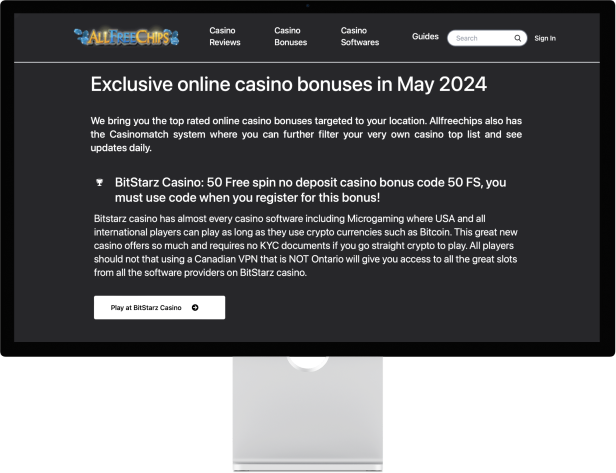 ALLFREECHIPS
Casino
Reviews
Casino
Bonuses
Casino
Softwares
Guides
Search
Sign In
Exclusive online casino bonuses in May 2024
We bring you the top rated online casino bonuses targeted to your location. Allfreechips also has
the Casinomatch system where you can further filter your very own casino top list and see
updates daily.
BitStarz Casino: 50 Free spin no deposit casino bonus code 50 FS, you
must use code when you register for this bonus!
Bitstarz casino has almost every casino software including Microgaming where USA and all
international players can play as long as they use crypto currencies such as Bitcoin. This great new
casino offers so much and requires no KYC documents if you go straight crypto to play. All players
should not that using a Canadian VPN that is NOT Ontario will give you access to all the great slots
from all the software providers on BitStarz casino.
Play at BitStarz Casino